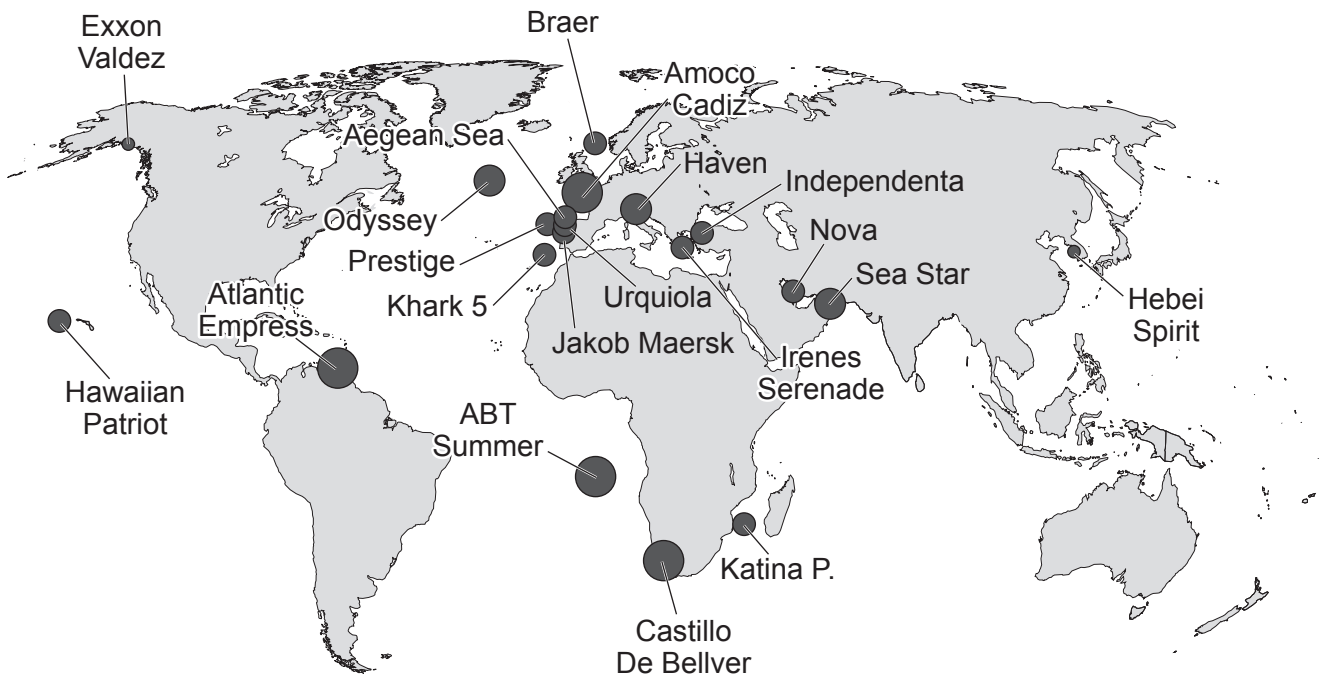 Exxon
Valdez
Braer
Amoco
Cadiz
Aegean Sea
Haven
Independenta
Odyssey
Nova
Prestige
Sea Star
Khark 5
Urquiola
Atlantic
Empress
Hebei
Spirit
Jakob Maersk
Irenes
Serenade
Hawaiian
Patriot
ABT
Summer
Katina P.
Castillo
De Bellver